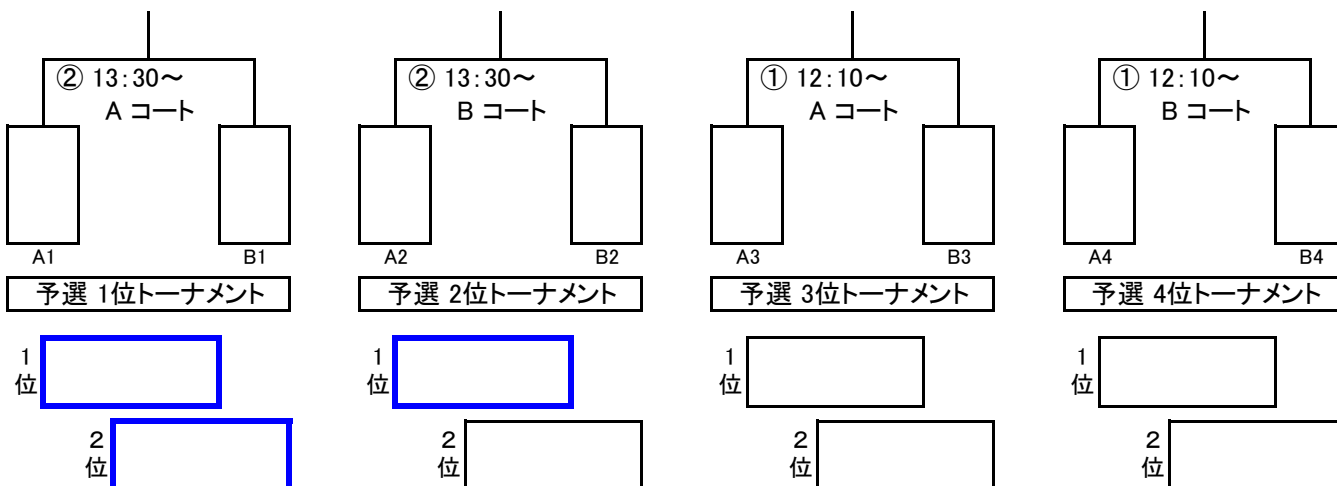 ② 13:30～
A コート
A1
B1
予選 1位トーナメント
1
位
2
位
② 13:30～
B コート
A2
B2
予選 2位トーナメント
1
位
2
位
① 12:10～
A コート
A3
B3
予選 3位トーナメント
1
位
2
位
① 12:10～
B コート
A4
B4
予選 4位トーナメント
1
位
2
位